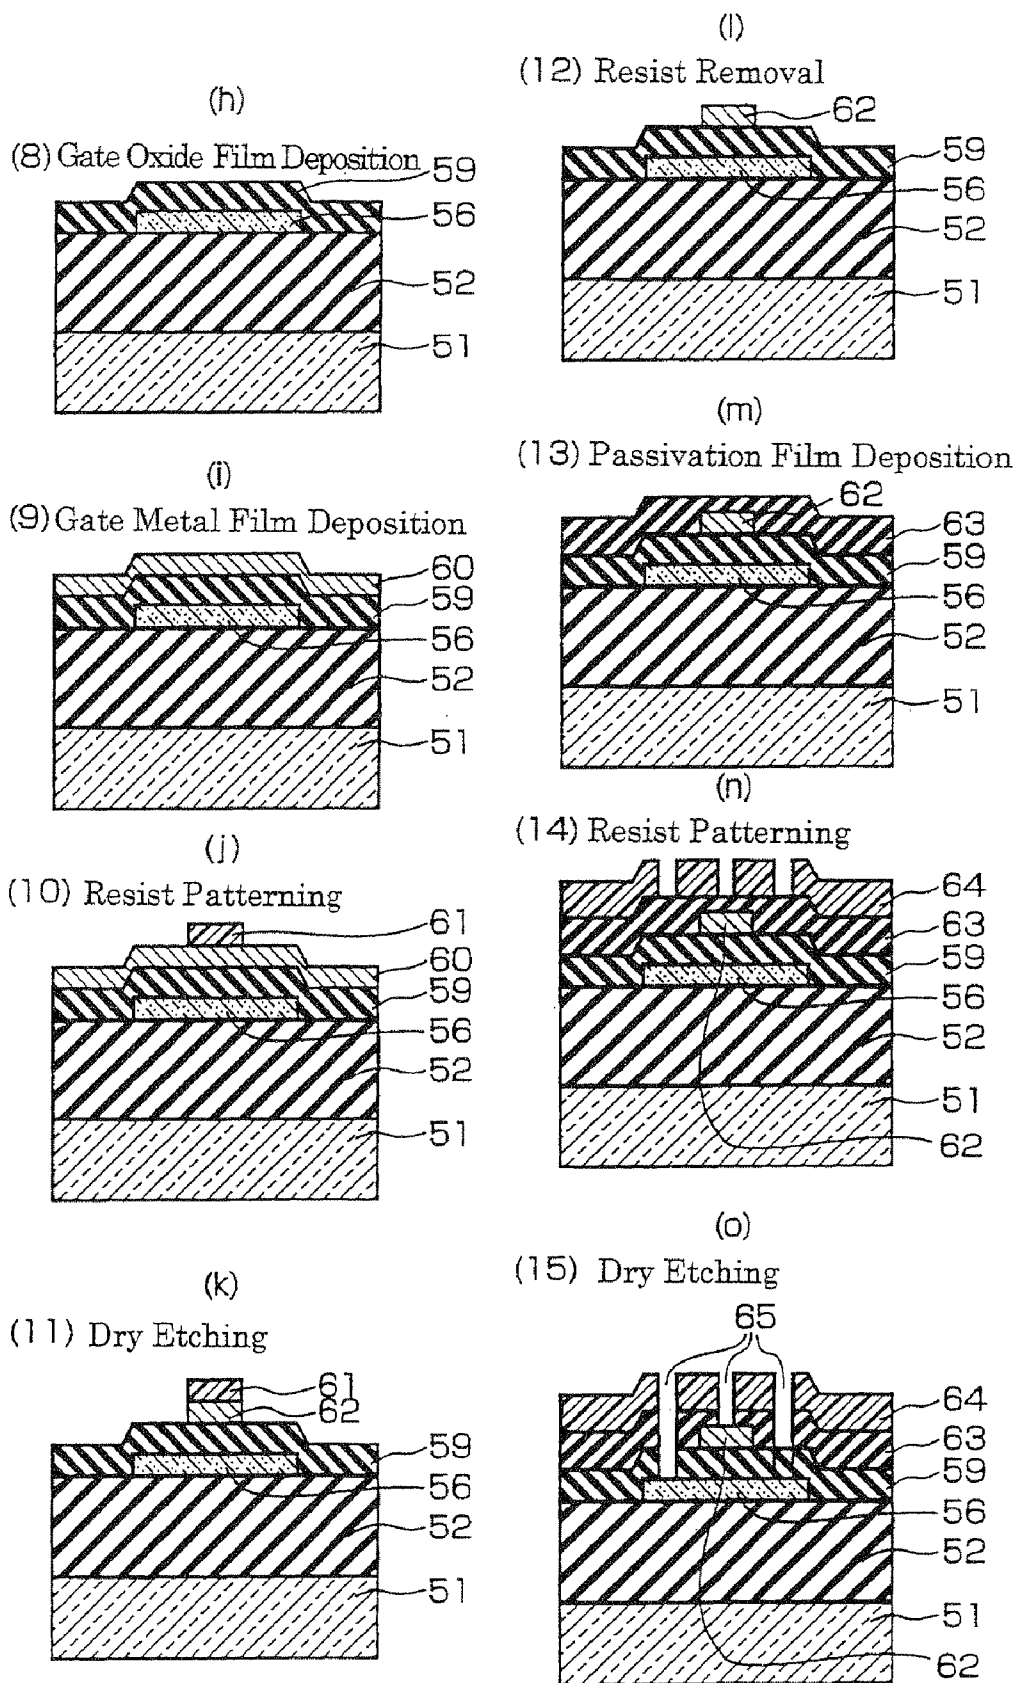 (h)
(8) Gate Oxide Film Deposition
59
56
52
51
(i)
(9) Gate Metal Film Deposition
60
59
56
52
51
(j)
(10) Resist Patterning
61
60
59
56
52
51
(k)
(11) Dry Etching
61
62
59
56
52
51
(l)
(12) Resist Removal
62
59
56
52
51
(m)
(13) Passivation Film Deposition
62
63
59
56
52
51
(n)
(14) Resist Patterning
64
63
59
56
52
51
62
(o)
(15) Dry Etching
65
64
63
59
56
52
51
62